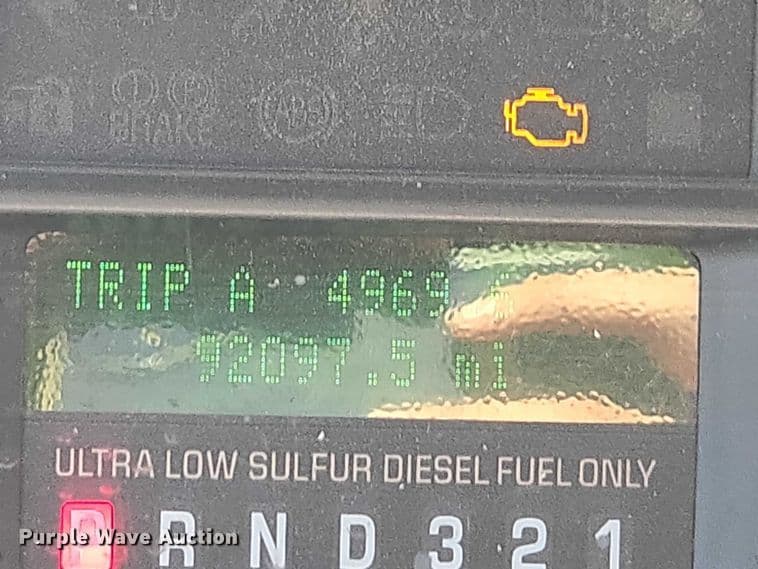 BRAKE
TRIP A 4969
92097.5 mi
ULTRA LOW SULFUR DIESEL FUEL ONLY
P R N D 3 2 1
Purple Wave Auction